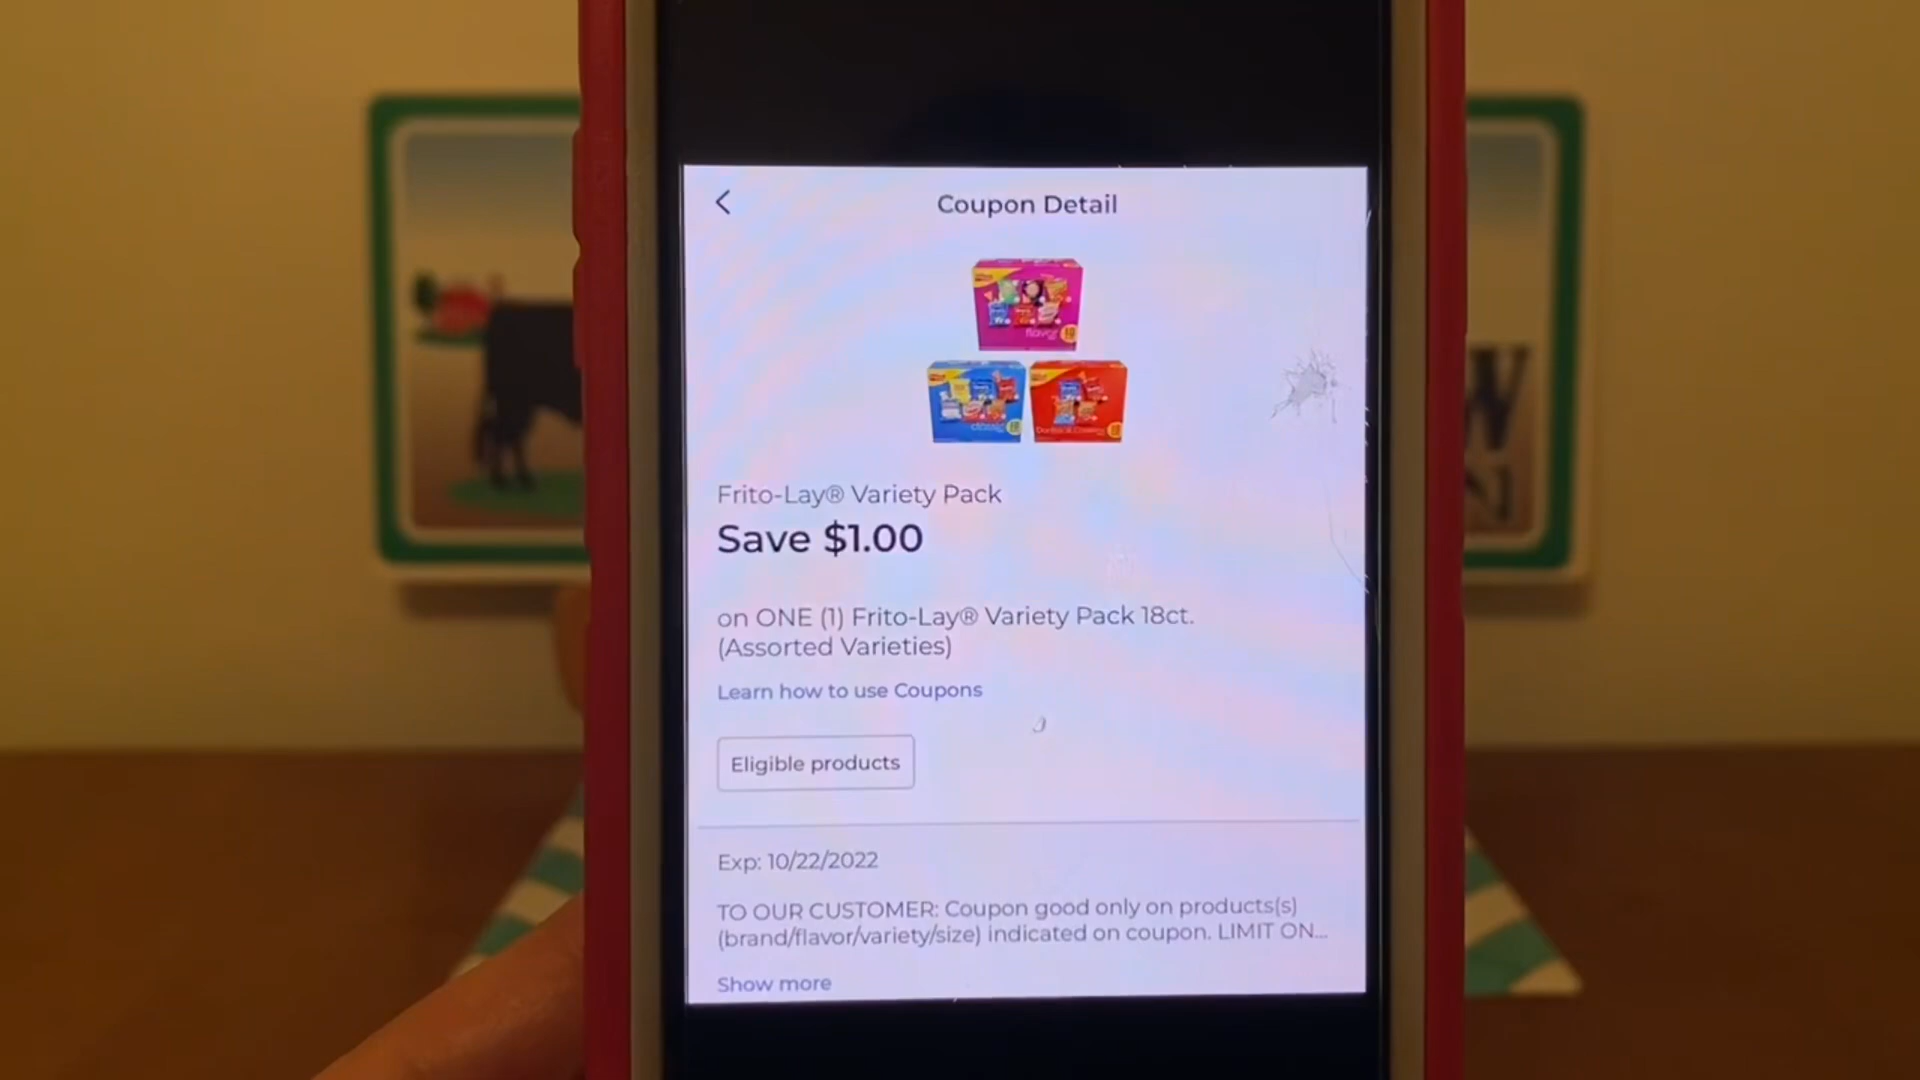 Coupon Detail
flavor
classic
Frito-Lay® Variety Pack
Save $1.00
on ONE (1) Frito-Lay® Variety Pack 18ct.
(Assorted Varieties)
Learn how to use Coupons
Eligible products
Exp: 10/22/2022
TO OUR CUSTOMER: Coupon good only on products(s)
(brand/flavor/variety/size) indicated on coupon. LIMIT ON...
Show more